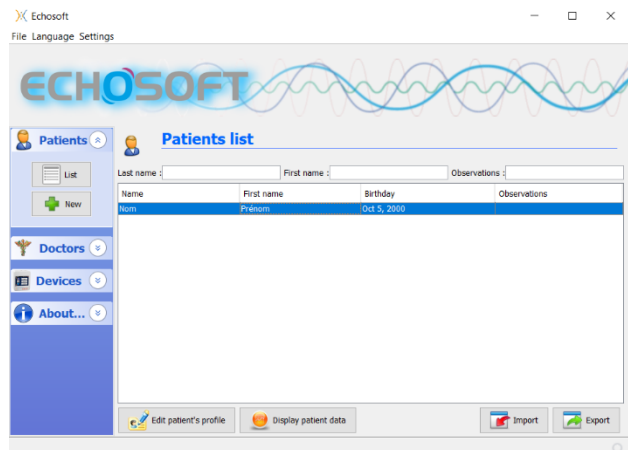 Echosoft
File Language Settings
ECHOSOFT
Patients
List
New
Doctors
Devices
About...
Patients list
Last name :
First name :
Observations :
Name First name Birthday Observations
Nom Prénom Oct 5, 2000
Edit patient's profile Display patient data Import Export